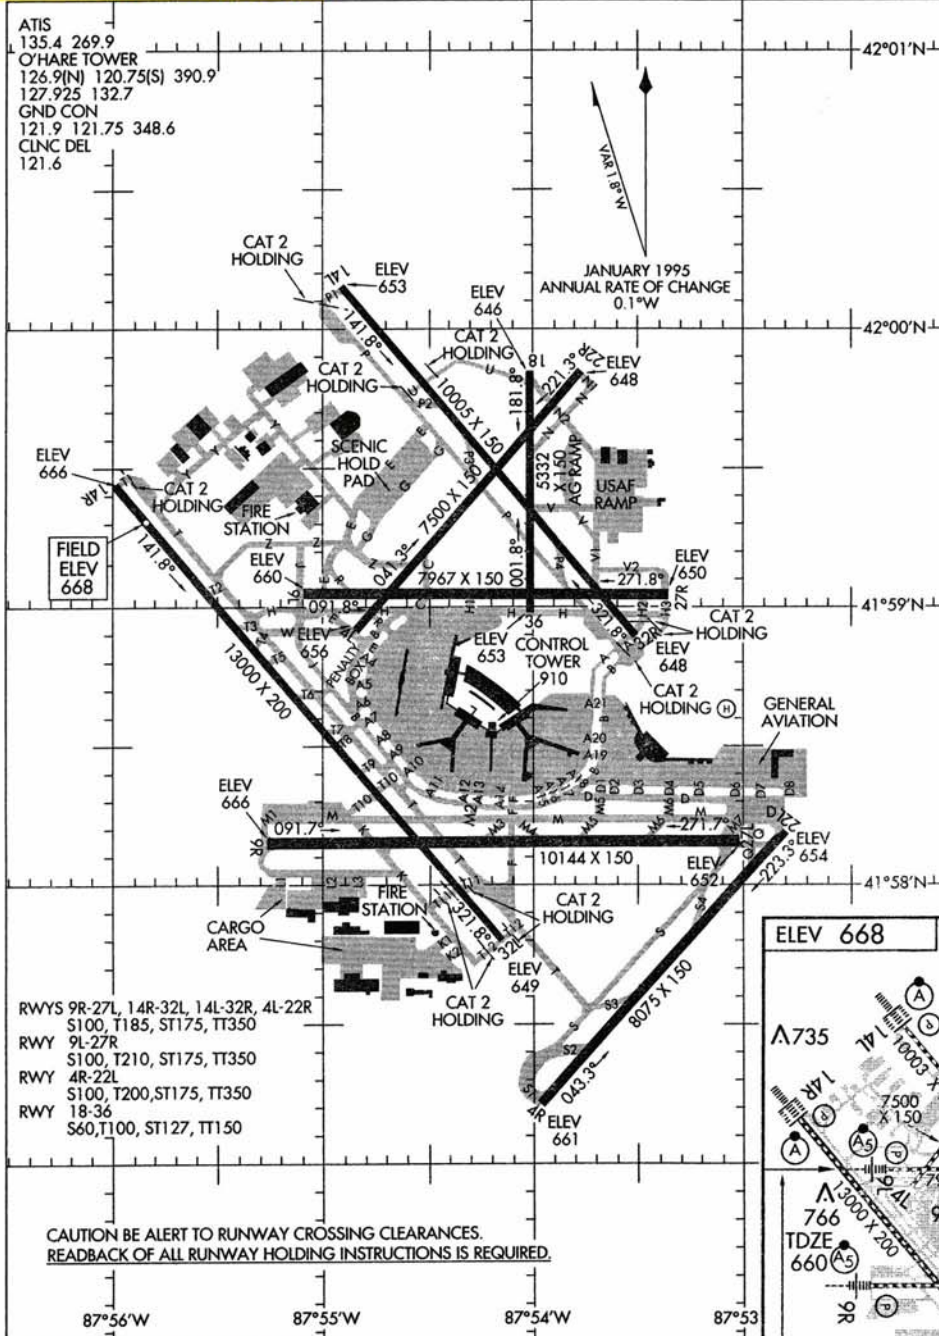 ATIS
135.4 269.9
O'HARE TOWER
126.9(N) 120.75(S) 390.9
127.925 132.7
GND CON
121.9 121.75 348.6
CLNC DEL
121.6
42°01'N
VAR 1.8° W
JANUARY 1995
ANNUAL RATE OF CHANGE
0.1°W
CAT 2
HOLDING
14L
ELEV
653
ELEV
646
42°00'N
141.8°
CAT 2
HOLDING
18
22R
ELEV
648
CAT 2
HOLDING
181.8°
221.3°
10005 X 150
5332
X 150
AG RAMP
USAF
RAMP
SCENIC
HOLD
PAD
ELEV
666
14R
CAT 2
HOLDING
FIRE
STATION
7500 X 150
FIELD
ELEV
668
141.8°
ELEV
660
041.3°
7967 X 150
001.8°
271.8°
ELEV
650
27R
9L
091.8°
41°59'N
36
321.8°
32R
CAT 2
HOLDING
ELEV
656
4L
PENALTY
BOX
ELEV
653
CONTROL
TOWER
910
ELEV
648
CAT 2
HOLDING
H
GENERAL
AVIATION
13000 X 200
ELEV
666
9R
091.7°
271.7°
27L
22L
ELEV
654
10144 X 150
ELEV
652
223.3°
41°58'N
FIRE
STATION
321.8°
32L
CAT 2
HOLDING
CARGO
AREA
ELEV
649
CAT 2
HOLDING
8075 X 150
043.3°
4R
ELEV
661
RWYS 9R-27L, 14R-32L, 14L-32R, 4L-22R
S100, T185, ST175, TT350
RWY 9L-27R
S100, T210, ST175, TT350
RWY 4R-22L
S100, T200, ST175, TT350
RWY 18-36
S60, T100, ST127, TT150
CAUTION BE ALERT TO RUNWAY CROSSING CLEARANCES.
READBACK OF ALL RUNWAY HOLDING INSTRUCTIONS IS REQUIRED.
87°56'W
87°55'W
87°54'W
87°53'W
ELEV 668
A
P
735
14L
10003 X
14R
P
7500
X 150
A
A5
P
9L
4L
766
13000 X 200
TDZE
660
A5
9R
P